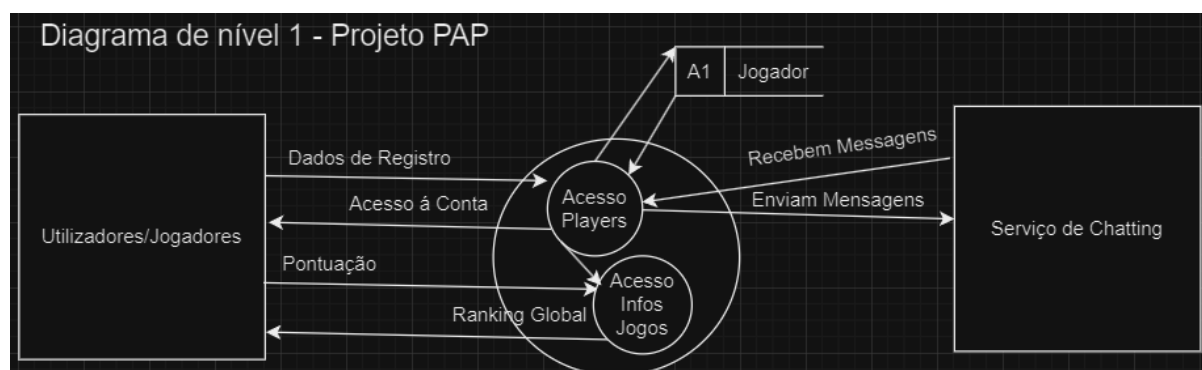 Diagrama de nível 1 - Projeto PAP
A1
Jogador
Utilizadores/Jogadores
Dados de Registro
Acesso á Conta
Pontuação
Ranking Global
Acesso
Players
Acesso
Infos
Jogos
Recebem Messagens
Enviam Mensagens
Serviço de Chatting